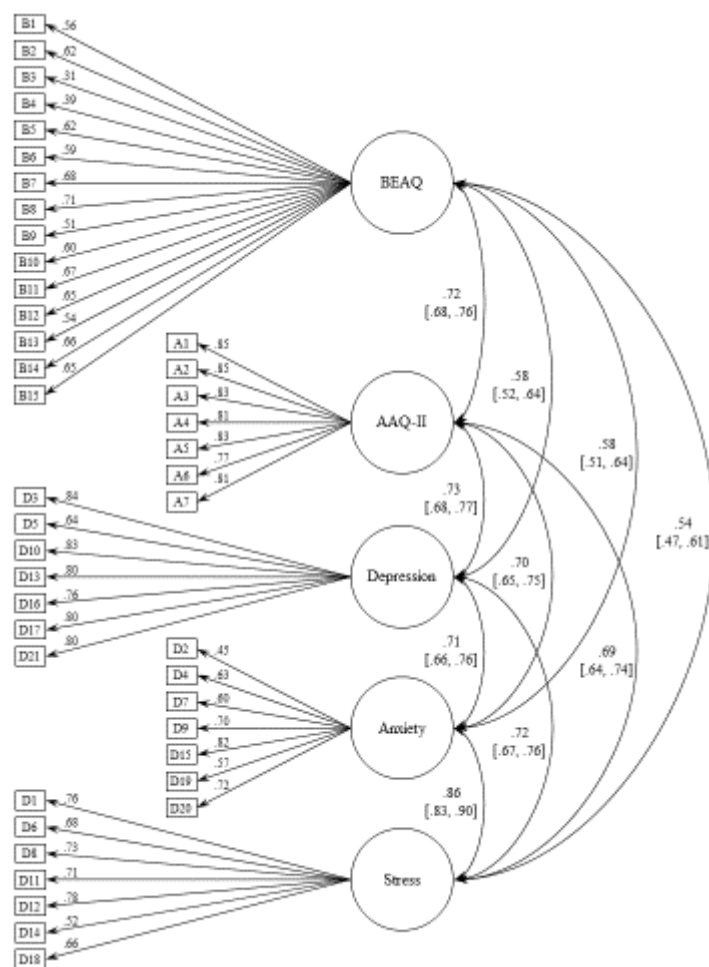 B1 .56
B2 .62
B3 .31
B4 .39
B5 .62
B6 .59
B7 .68
B8 .71
B9 .51
B10 .60
B11 .67
B12 .65
B13 .54
B14 .66
B15 .65
BEAQ
.72
[.68, .76]
.58
[.52, .64]
.58
[.51, .64]
.54
[.47, .61]
A1 .85
A2 .85
A3 .83
A4 .81
A5 .83
A6 .77
A7 .81
AAQ-II
.73
[.68, .77]
.70
[.65, .75]
.69
[.64, .74]
D3 .84
D5 .64
D10 .83
D13 .80
D16 .76
D17 .80
D21 .80
Depression
.71
[.66, .76]
.72
[.67, .76]
D2 .45
D4 .63
D7 .60
D9 .70
D15 .82
D19 .57
D20 .72
Anxiety
.86
[.83, .90]
D1 .76
D6 .68
D8 .73
D11 .71
D12 .78
D14 .52
D18 .66
Stress